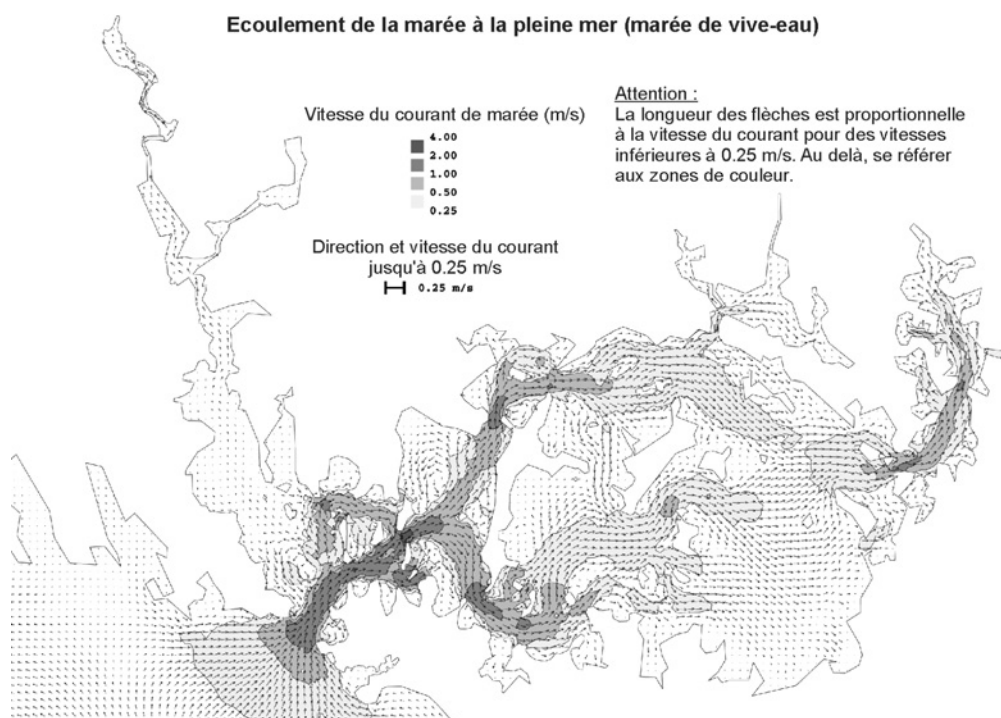 Ecoulement de la marée à la pleine mer (marée de vive-eau)
Vitesse du courant de marée (m/s)
4.00
2.00
1.00
0.50
0.25
Attention :
La longueur des flèches est proportionnelle
à la vitesse du courant pour des vitesses
inférieures à 0.25 m/s. Au delà, se référer
aux zones de couleur.
Direction et vitesse du courant
jusqu'à 0.25 m/s
0.25 m/s